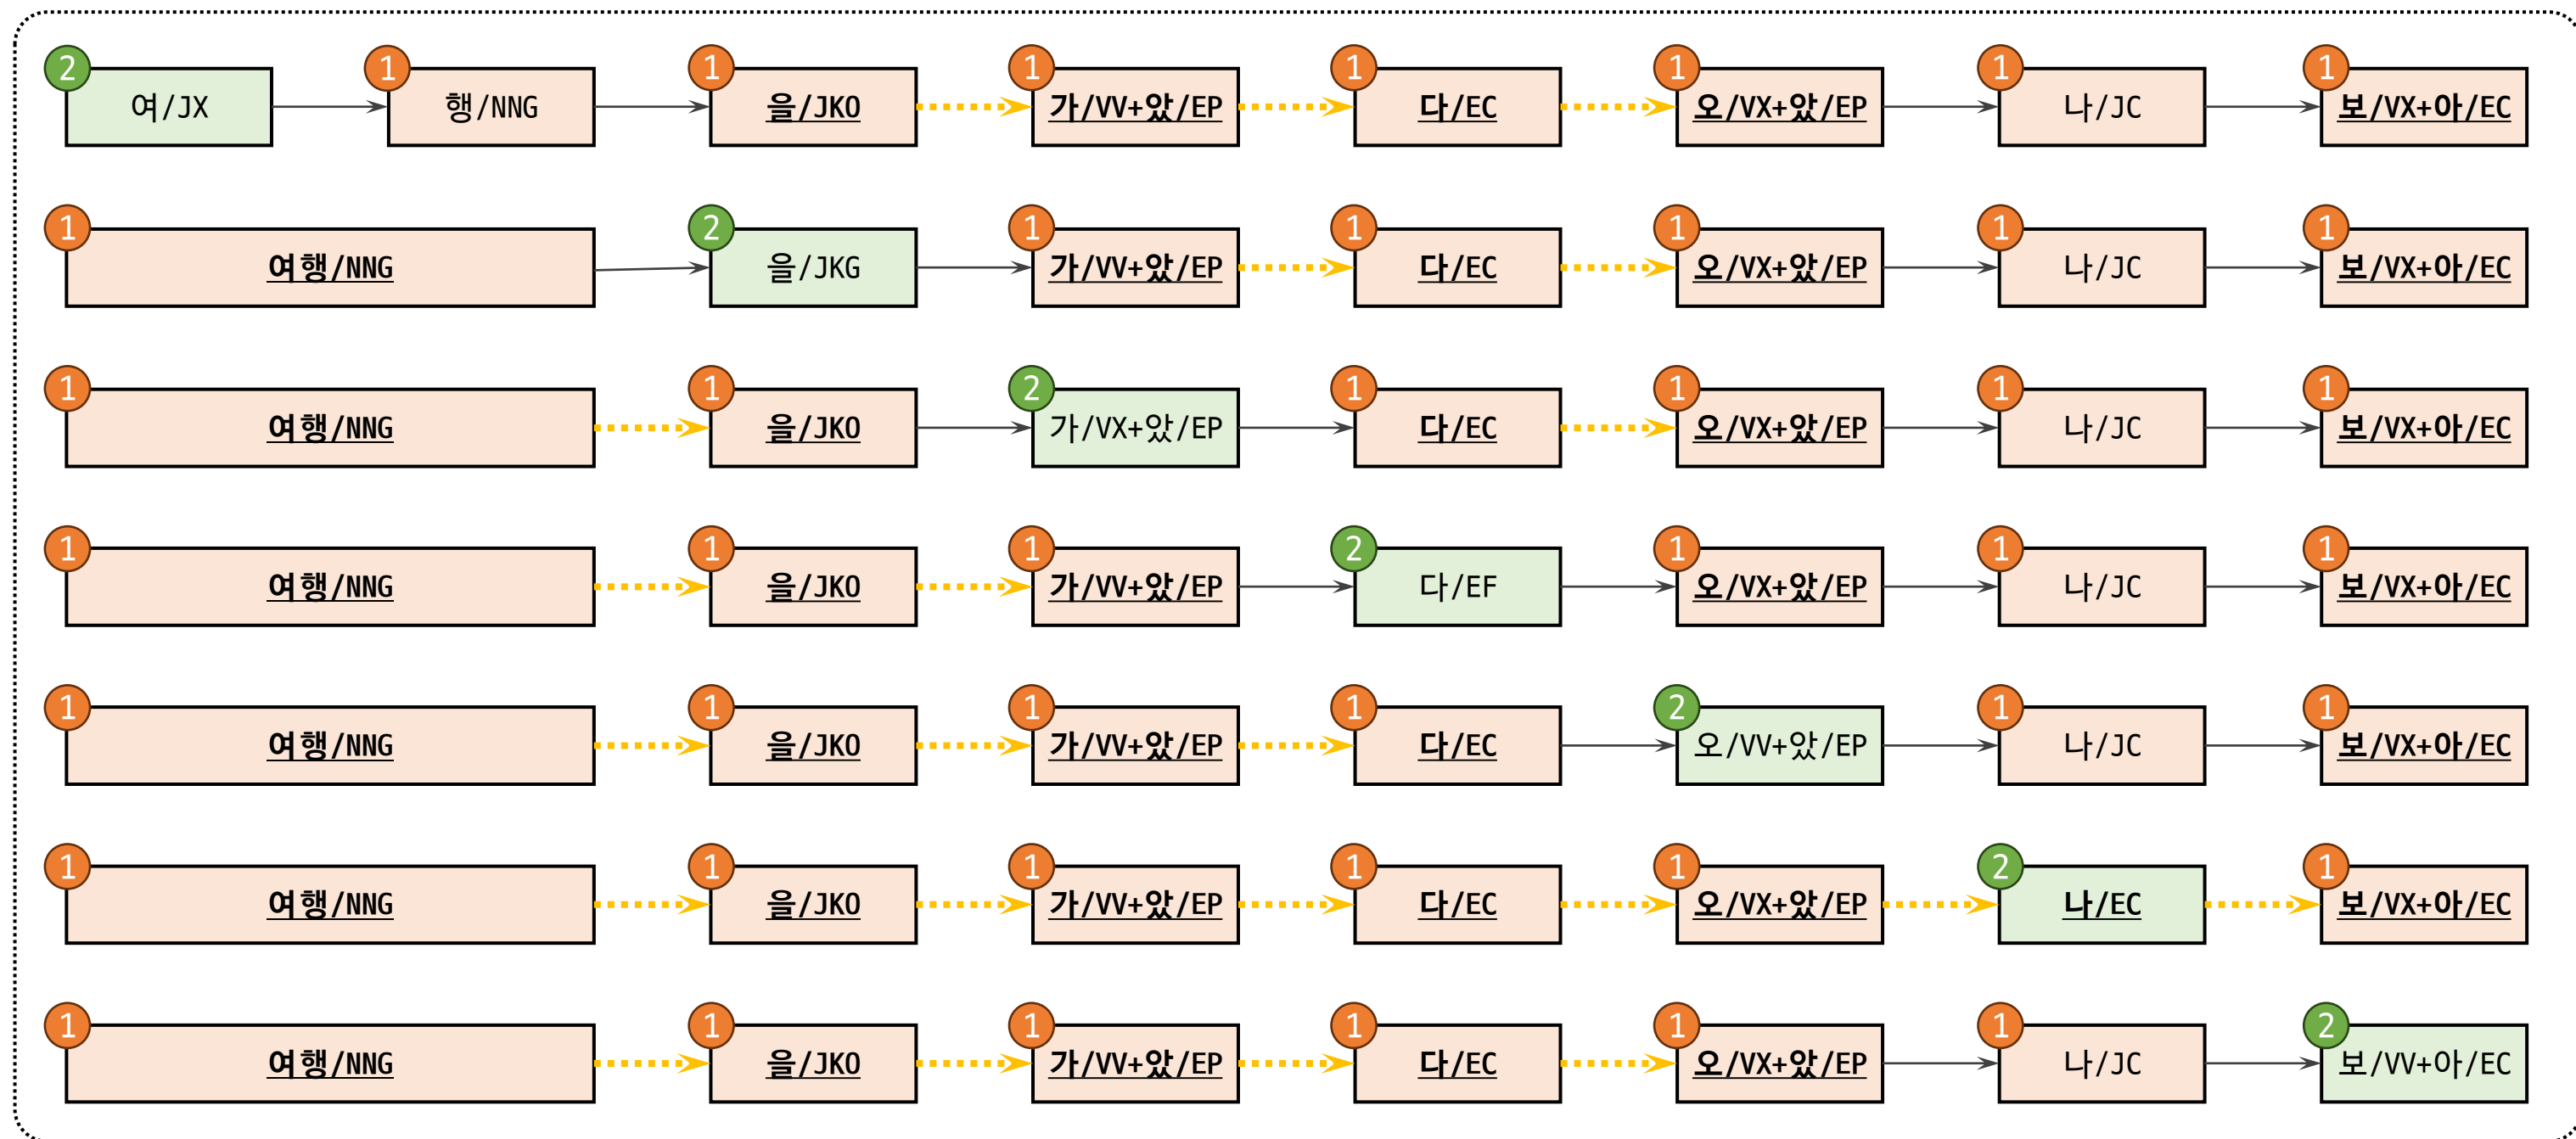 2 1 1 1 1 1 1 1
여/JX 행/NNG 을/JKO 가/VV+았/EP 다/EC 오/VX+았/EP 나/JC 보/VX+아/EC
1 2 1 1 1 1 1
여행/NNG 을/JKG 가/VV+았/EP 다/EC 오/VX+았/EP 나/JC 보/VX+아/EC
1 1 2 1 1 1 1
여행/NNG 을/JKO 가/VX+았/EP 다/EC 오/VX+았/EP 나/JC 보/VX+아/EC
1 1 1 2 1 1 1
여행/NNG 을/JKO 가/VV+았/EP 다/EF 오/VX+았/EP 나/JC 보/VX+아/EC
1 1 1 1 2 1 1
여행/NNG 을/JKO 가/VV+았/EP 다/EC 오/VV+았/EP 나/JC 보/VX+아/EC
1 1 1 1 1 2 1
여행/NNG 을/JKO 가/VV+았/EP 다/EC 오/VX+았/EP 나/EC 보/VX+아/EC
1 1 1 1 1 1 2
여행/NNG 을/JKO 가/VV+았/EP 다/EC 오/VX+았/EP 나/JC 보/VV+아/EC